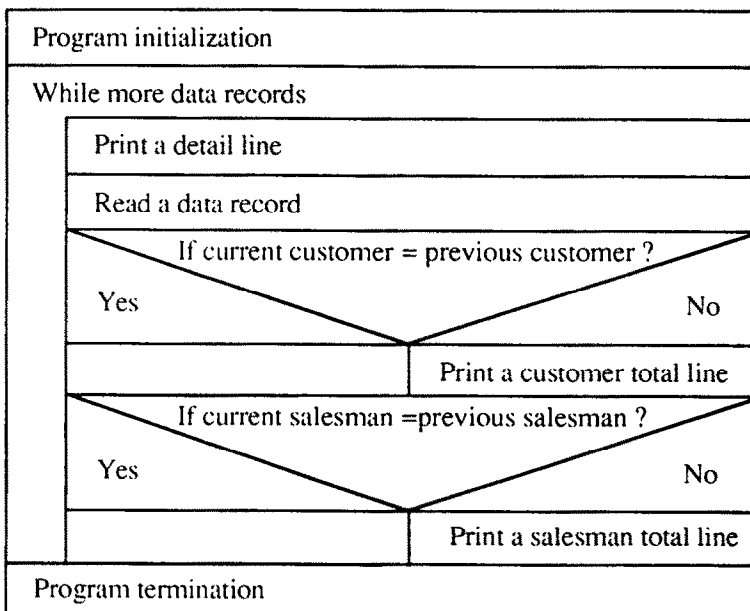 Program initialization
While more data records
Print a detail line
Read a data record
If current customer = previous customer ?
Yes
No
Print a customer total line
If current salesman =previous salesman ?
Yes
No
Print a salesman total line
Program termination